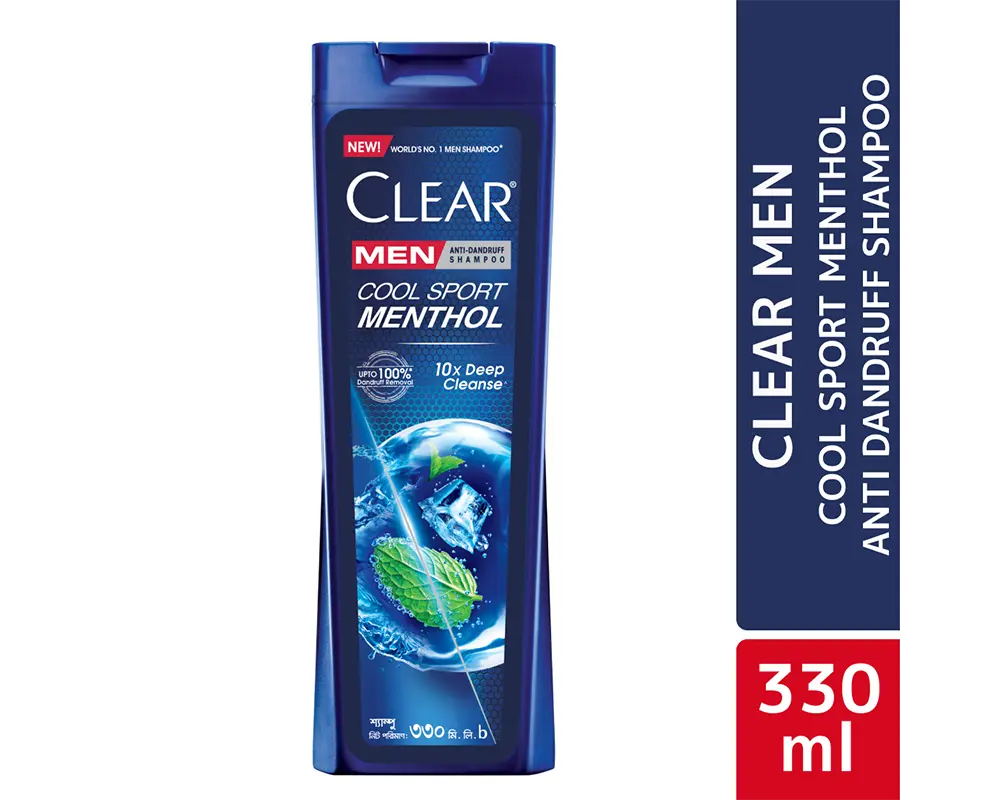 NEW! WORLD'S NO. 1 MEN SHAMPOO*
CLEAR®
MEN ANTI-DANDRUFF SHAMPOO
COOL SPORT
MENTHOL
UPTO 100%*
Dandruff Removal
10x Deep
Cleanse^
শ্যাম্পু
নিট পরিমাণ: ৩৩০ মি. লি. b
CLEAR MEN
COOL SPORT MENTHOL
ANTI DANDRUFF SHAMPOO
330
ml